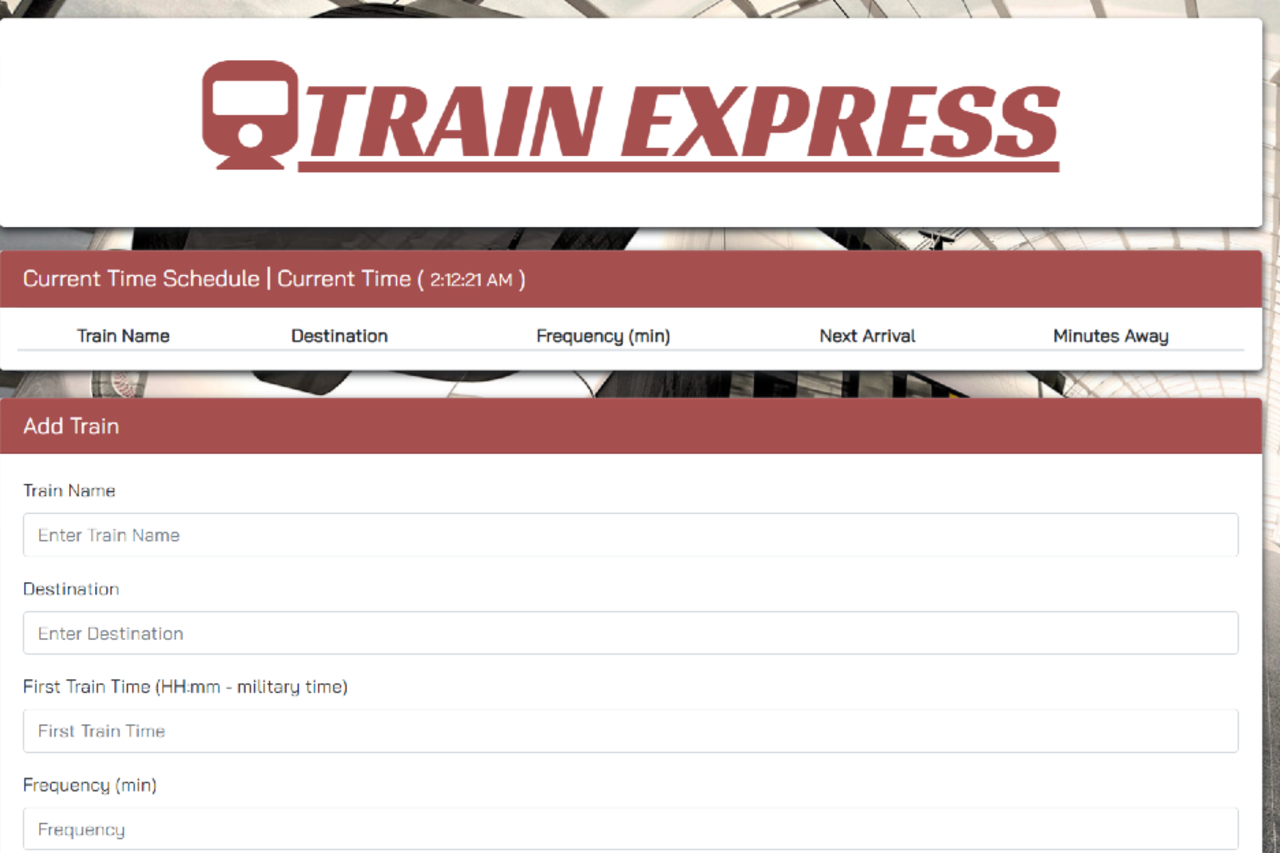 TRAIN EXPRESS
Current Time Schedule | Current Time ( 2:12:21 AM )
Train Name Destination Frequency (min) Next Arrival Minutes Away
Add Train
Train Name
Enter Train Name
Destination
Enter Destination
First Train Time (HH:mm - military time)
First Train Time
Frequency (min)
Frequency